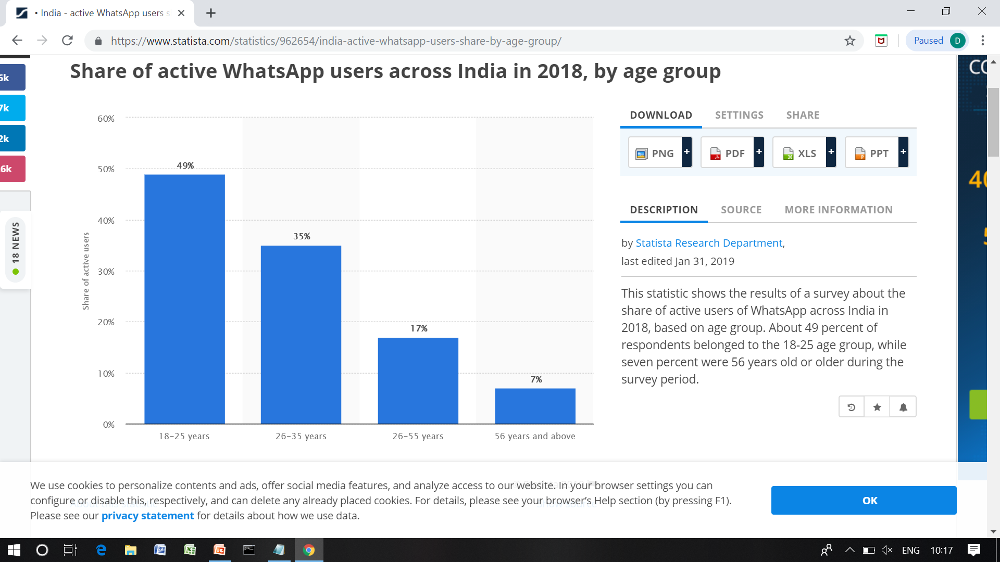 • India - active WhatsApp users s
https://www.statista.com/statistics/962654/india-active-whatsapp-users-share-by-age-group/
Paused D
Share of active WhatsApp users across India in 2018, by age group
6k
7k
2k
.6k
18 NEWS
Share of active users
60%
50%
40%
30%
20%
10%
0%
49%
35%
17%
7%
18-25 years
26-35 years
26-55 years
56 years and above
DOWNLOAD SETTINGS SHARE
PNG + PDF + XLS + PPT +
DESCRIPTION SOURCE MORE INFORMATION
by Statista Research Department,
last edited Jan 31, 2019
This statistic shows the results of a survey about the
share of active users of WhatsApp across India in
2018, based on age group. About 49 percent of
respondents belonged to the 18-25 age group, while
seven percent were 56 years old or older during the
survey period.
CO
40
5
We use cookies to personalize contents and ads, offer social media features, and analyze access to our website. In your browser settings you can
configure or disable this, respectively, and can delete any already placed cookies. For details, please see your browser's Help section (by pressing F1).
Please see our privacy statement for details about how we use data.
OK
ENG 10:17